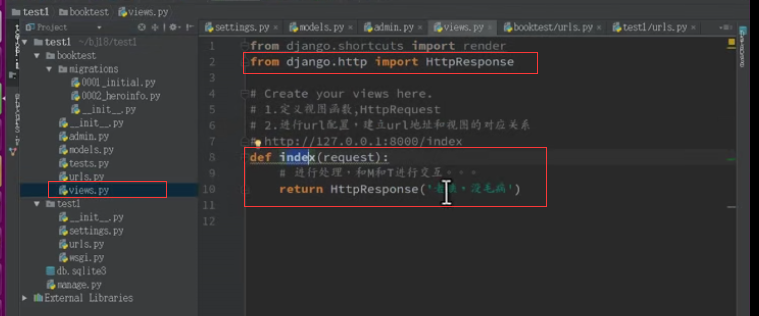 test1 booktest views.py
Project
settings.py models.py admin.py views.py booktest/urls.py test1/urls.py
test1 ~/bj18/test1
booktest
migrations
0001_initial.py
0002_heroinfo.py
__init__.py
__init__.py
admin.py
models.py
tests.py
urls.py
views.py
test1
__init__.py
settings.py
urls.py
wsgi.py
db.sqlite3
manage.py
External Libraries
1 from django.shortcuts import render
2 from django.http import HttpResponse
3
4 # Create your views here.
5 # 1.定义视图函数,HttpRequest
6 # 2.进行url配置，建立url地址和视图的对应关系
7 # http://127.0.0.1:8000/index
8 def index(request):
9 # 进行处理，和M和T进行交互。。。
10 return HttpResponse('老铁，没毛病')
11
12